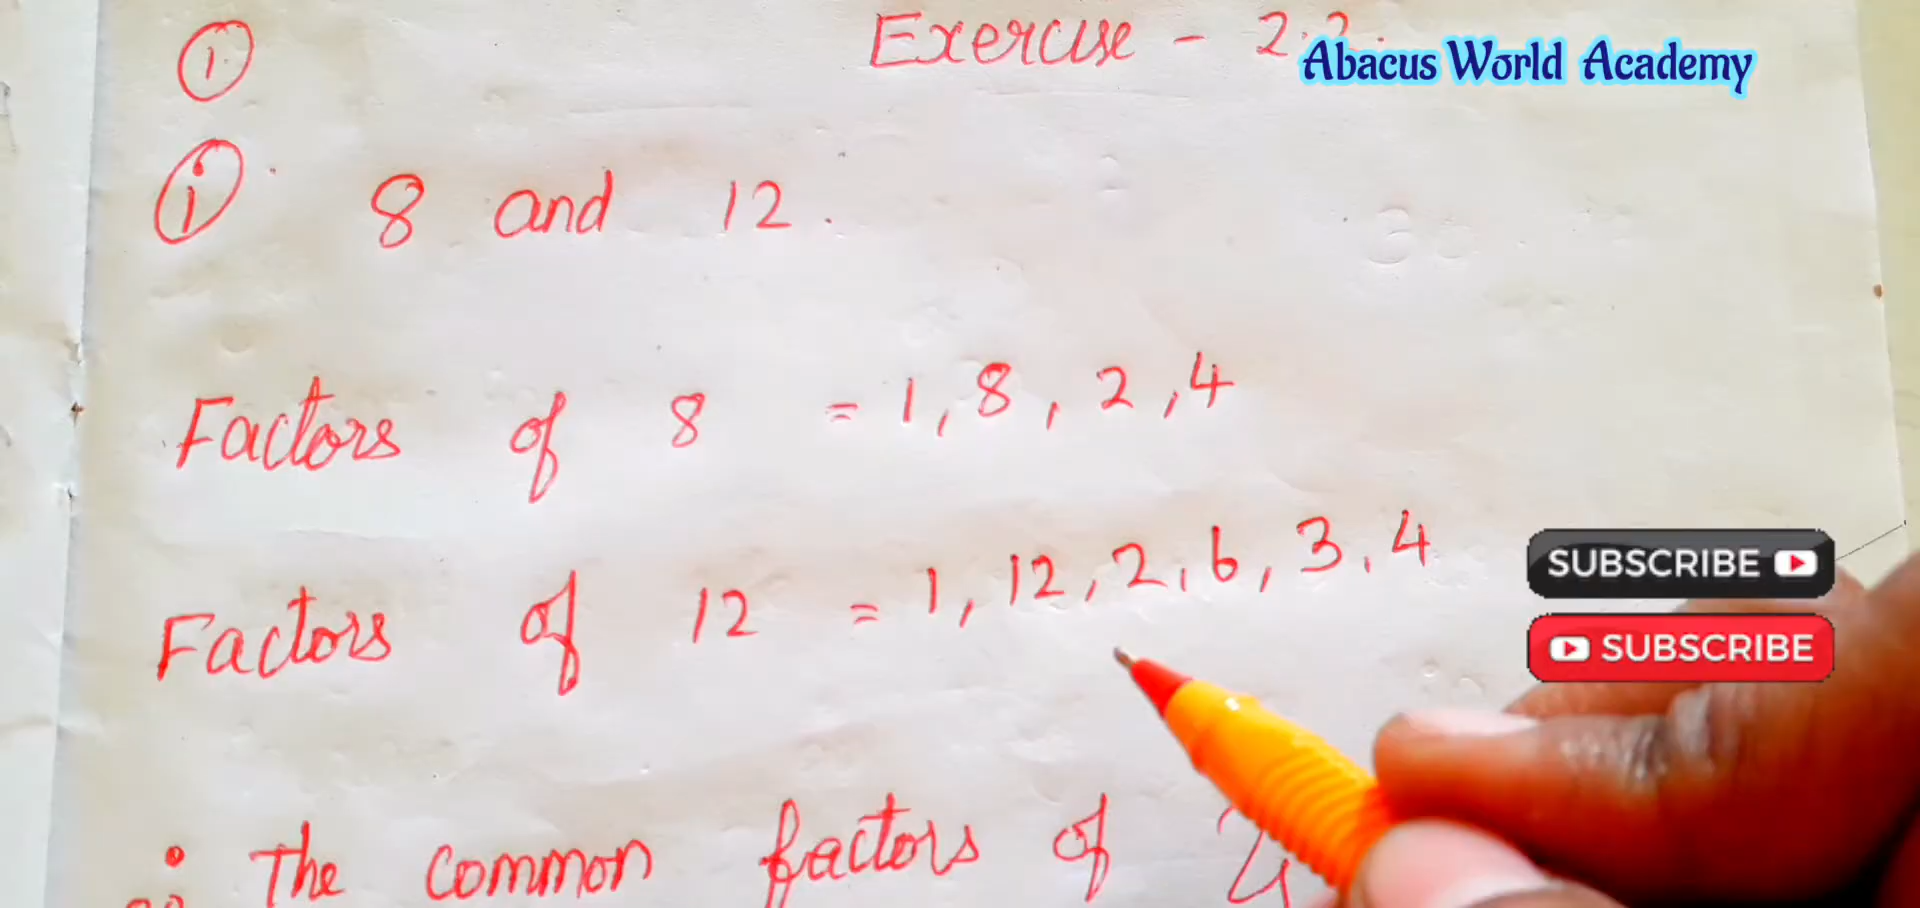 ① Exercise - 2.2.
Abacus World Academy
ⓘ 8 and 12.
Factors of 8 = 1, 8, 2, 4
Factors of 12 = 1, 12, 2, 6, 3, 4
SUBSCRIBE
SUBSCRIBE
∴ The common factors of